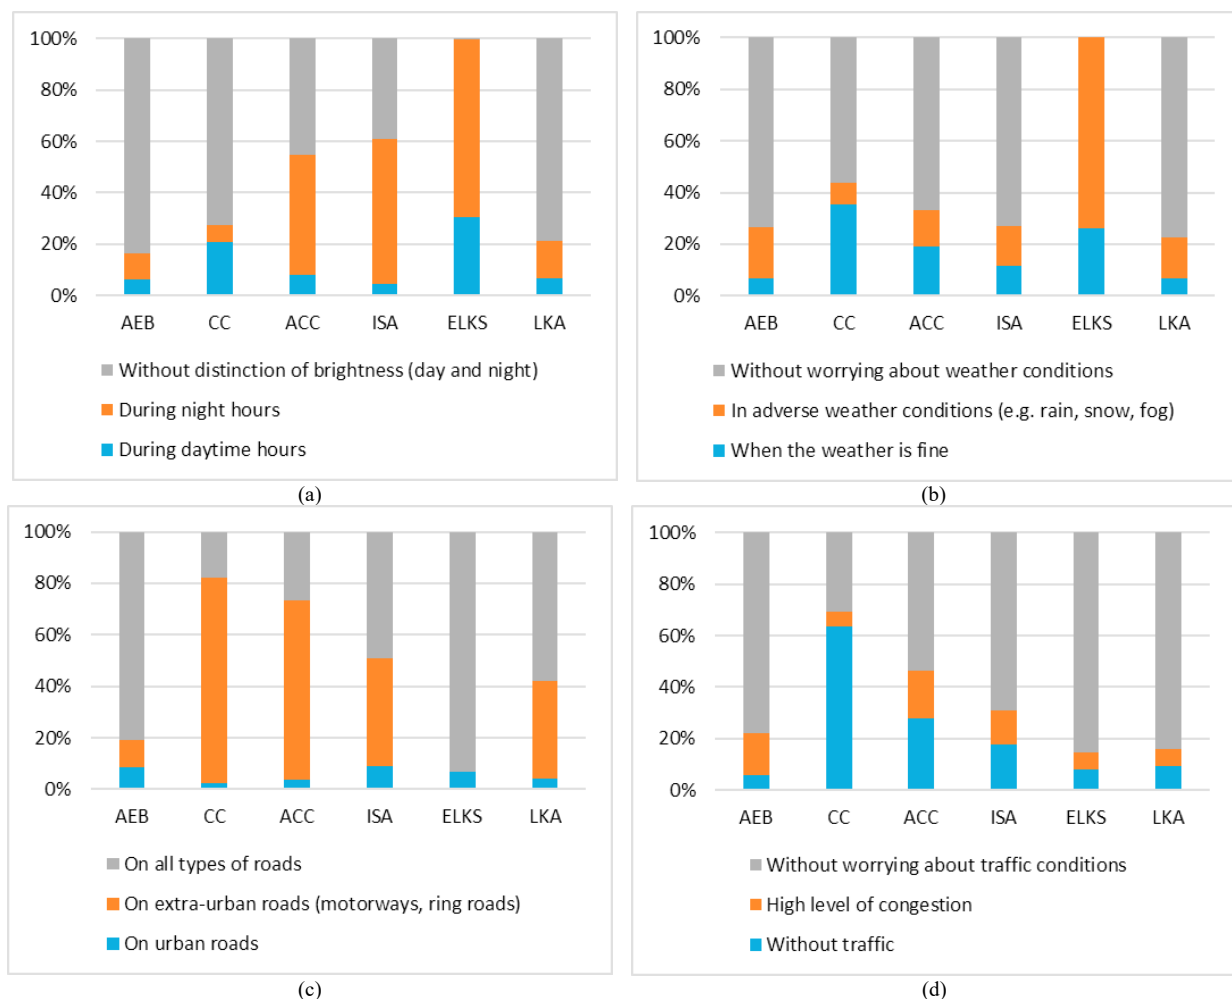 100%
80%
60%
40%
20%
0%
AEB CC ACC ISA ELKS LKA
Without distinction of brightness (day and night)
During night hours
During daytime hours
(a)
100%
80%
60%
40%
20%
0%
AEB CC ACC ISA ELKS LKA
Without worrying about weather conditions
In adverse weather conditions (e.g. rain, snow, fog)
When the weather is fine
(b)
100%
80%
60%
40%
20%
0%
AEB CC ACC ISA ELKS LKA
On all types of roads
On extra-urban roads (motorways, ring roads)
On urban roads
(c)
100%
80%
60%
40%
20%
0%
AEB CC ACC ISA ELKS LKA
Without worrying about traffic conditions
High level of congestion
Without traffic
(d)